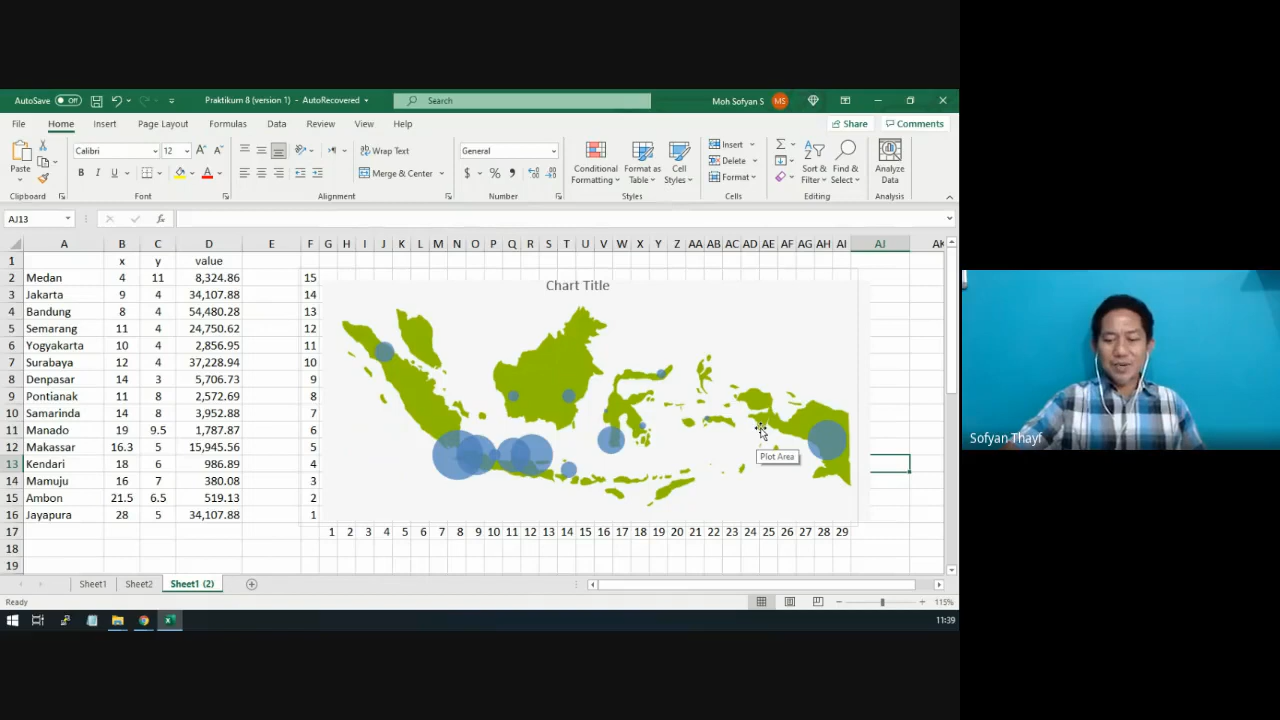 AutoSave Off Praktikum 8 (version 1) - AutoRecovered Search Moh Sofyan S MS
File Home Insert Page Layout Formulas Data Review View Help Share Comments
Paste Calibri 12 Wrap Text General Conditional Formatting Format as Table Cell Styles Insert Sort & Filter Find & Select Analyze Data
B I U Merge & Center $ % Delete
Format
Font Alignment Number Styles Cells Editing Analysis
AJ13 fx
A B C D E F G H I J K L M N O P Q R S T U V W X Y Z AA AB AC AD AE AF AG AH AI AJ AK
1 x y value
2 Medan 4 11 8,324.86 15
3 Jakarta 9 4 34,107.88 14
4 Bandung 8 4 54,480.28 13
5 Semarang 11 4 24,750.62 12
6 Yogyakarta 10 4 2,856.95 11
7 Surabaya 12 4 37,228.94 10
8 Denpasar 14 3 5,706.73 9
9 Pontianak 11 8 2,572.69 8
10 Samarinda 14 8 3,952.88 7
11 Manado 19 9.5 1,787.87 6
12 Makassar 16.3 5 15,945.56 5
13 Kendari 18 6 986.89 4
14 Mamuju 16 7 380.08 3
15 Ambon 21.5 6.5 519.13 2
16 Jayapura 28 5 34,107.88 1
17 1 2 3 4 5 6 7 8 9 10 11 12 13 14 15 16 17 18 19 20 21 22 23 24 25 26 27 28 29
18
19
Chart Title
Plot Area
Sheet1 Sheet2 Sheet1 (2)
Ready 115%
11:39
Sofyan Thayf